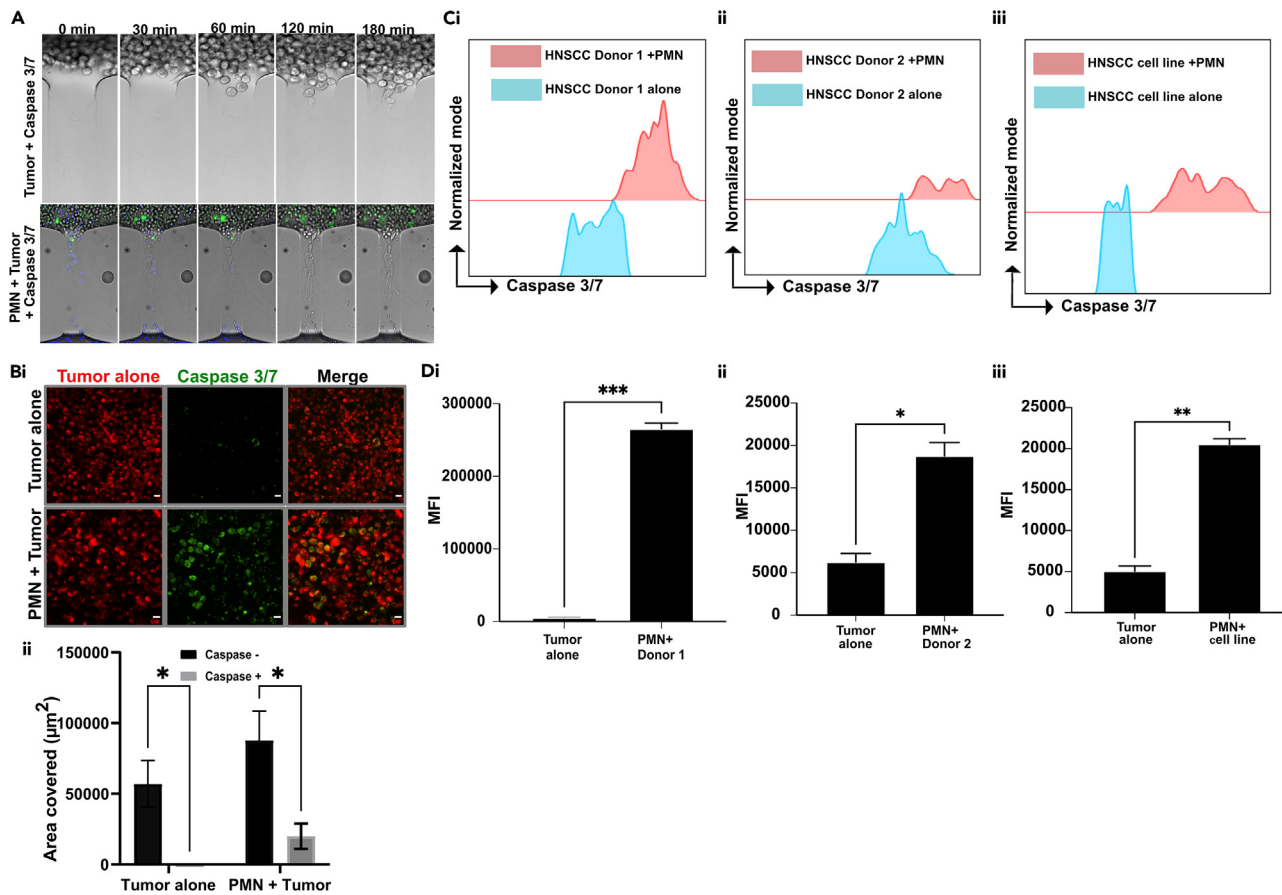 A
0 min 30 min 60 min 120 min 180 min
Tumor + Caspase 3/7
PMN + Tumor
+ Caspase 3/7
Bi
Tumor alone Caspase 3/7 Merge
Tumor alone
PMN + Tumor
ii
150000
100000
50000
0
Area covered (µm²)
Caspase -
Caspase +
* *
Tumor alone PMN + Tumor
Ci
HNSCC Donor 1 +PMN
HNSCC Donor 1 alone
Normalized mode
Caspase 3/7
ii
HNSCC Donor 2 +PMN
HNSCC Donor 2 alone
Normalized mode
Caspase 3/7
iii
HNSCC cell line +PMN
HNSCC cell line alone
Normalized mode
Caspase 3/7
Di
300000
200000
100000
0
MFI
***
Tumor
alone
PMN+
Donor 1
ii
25000
20000
15000
10000
5000
0
MFI
*
Tumor
alone
PMN+
Donor 2
iii
25000
20000
15000
10000
5000
0
MFI
**
Tumor
alone
PMN+
cell line